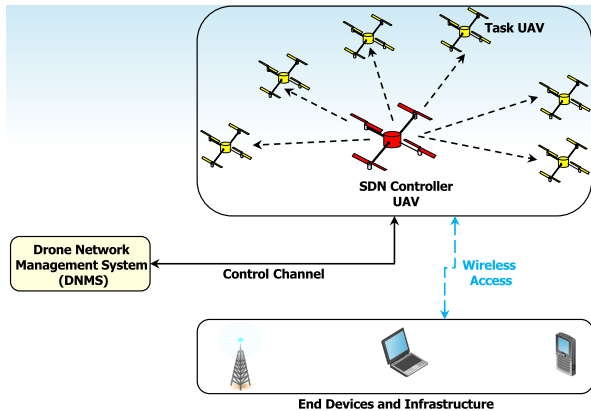 Task UAV
SDN Controller
UAV
Drone Network
Management System
(DNMS)
Control Channel
Wireless
Access
End Devices and Infrastructure